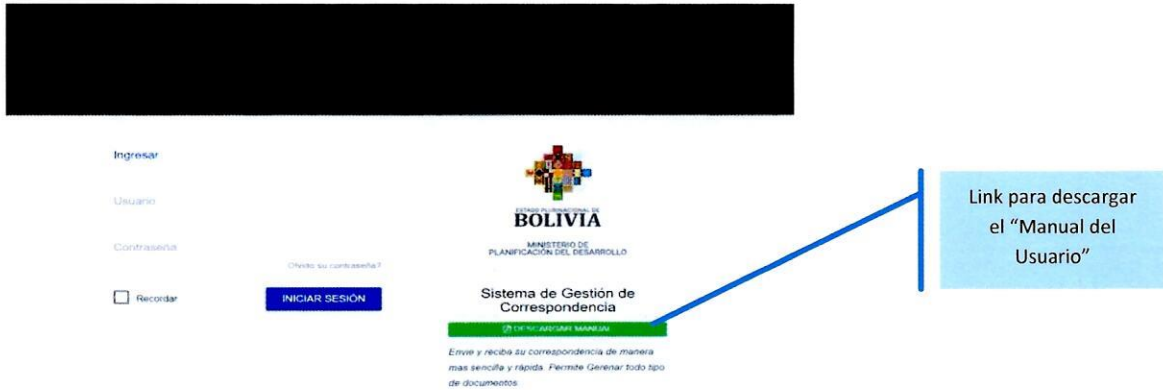 Ingresar
Usuario
Contraseña
Olvido su contraseña?
Recordar
INICIAR SESIÓN
ESTADO PLURINACIONAL DE
BOLIVIA
MINISTERIO DE
PLANIFICACIÓN DEL DESARROLLO
Sistema de Gestión de
Correspondencia
DESCARGAR MANUAL
Envie y reciba su correspondencia de manera
mas sencilla y rápida. Permite Gerenar todo tipo
de documentos
Link para descargar
el “Manual del
Usuario”